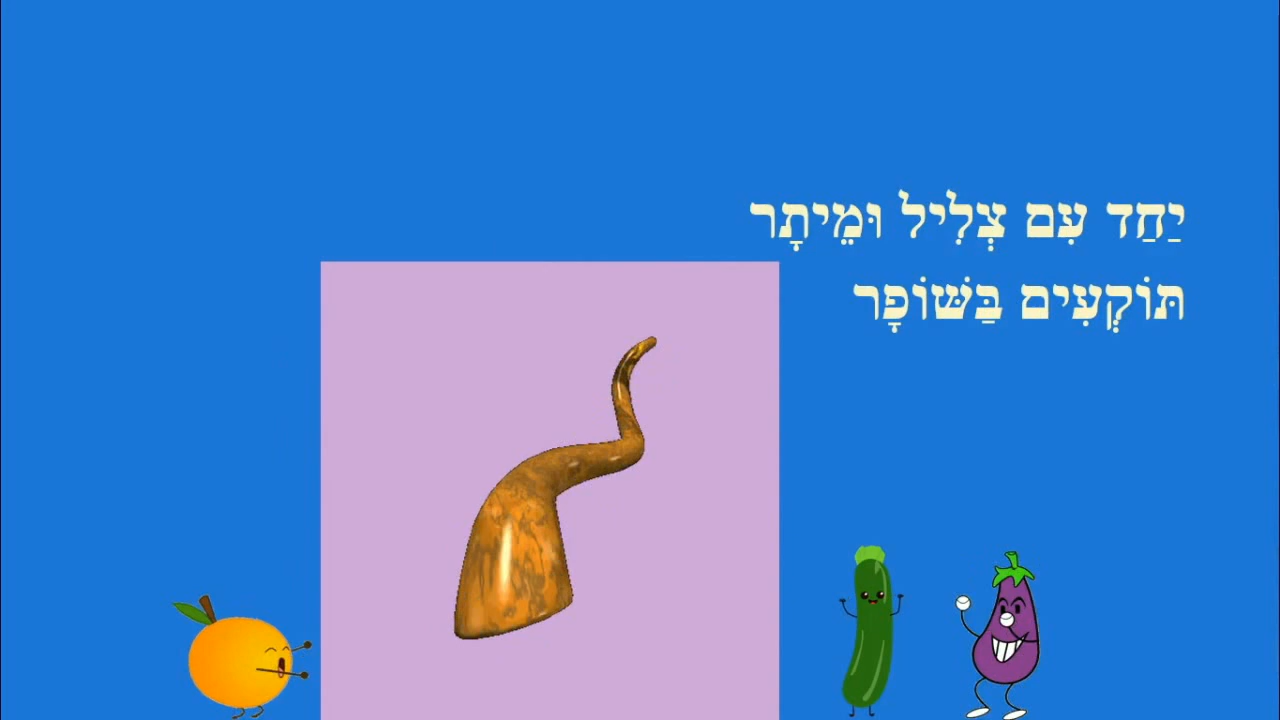 יַחַד עִם צְלִיל וּמֵיתָר
תּוֹקְעִים בַּשּׁוֹפָר